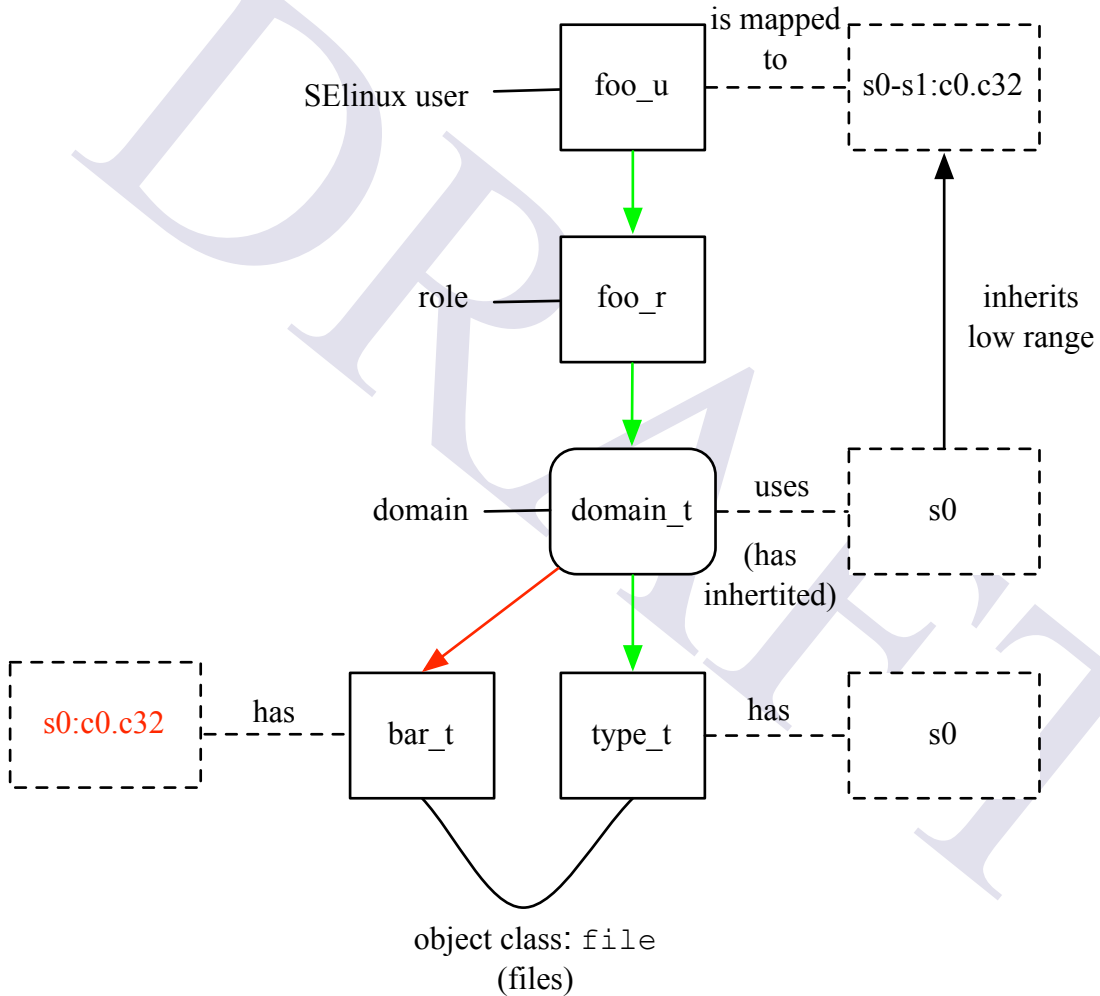 is mapped
to
SElinux user
foo_u
s0-s1:c0.c32
role
foo_r
inherits
low range
domain
domain_t
uses
s0
(has
inhertited)
s0:c0.c32
has
bar_t
type_t
has
s0
object class: file
(files)
DRAFT